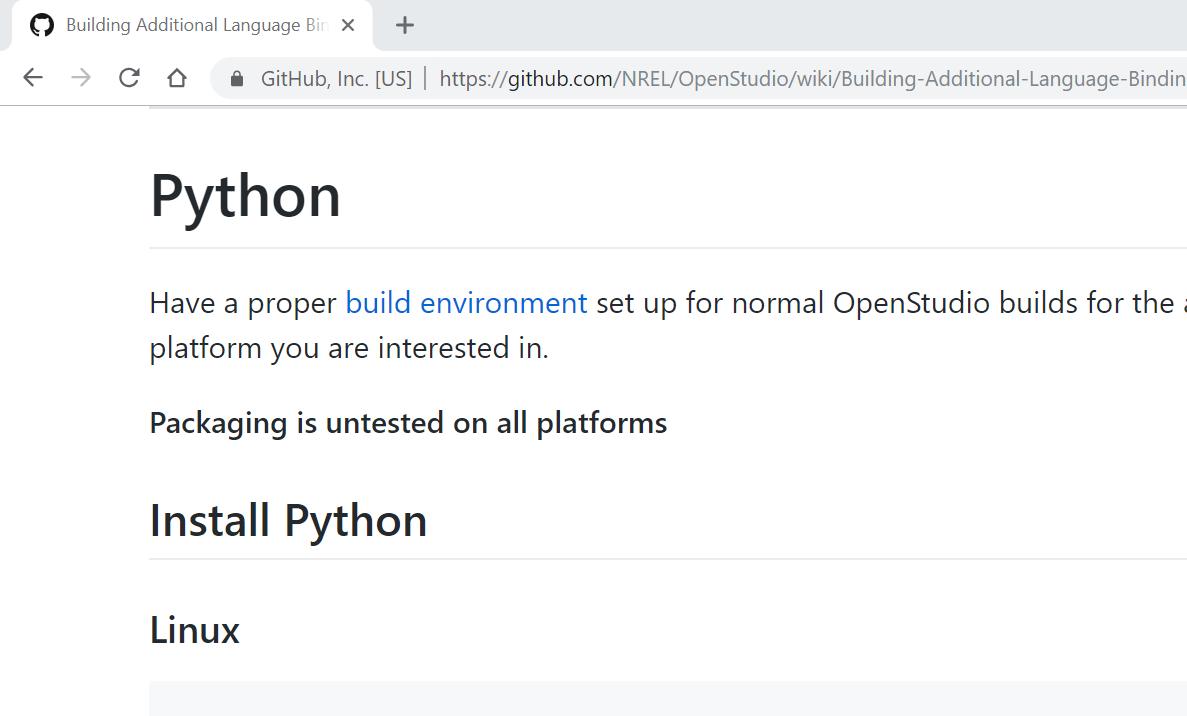 Building Additional Language Bin
GitHub, Inc. [US] | https://github.com/NREL/OpenStudio/wiki/Building-Additional-Language-Bindin
Python
Have a proper build environment set up for normal OpenStudio builds for the
platform you are interested in.
Packaging is untested on all platforms
Install Python
Linux